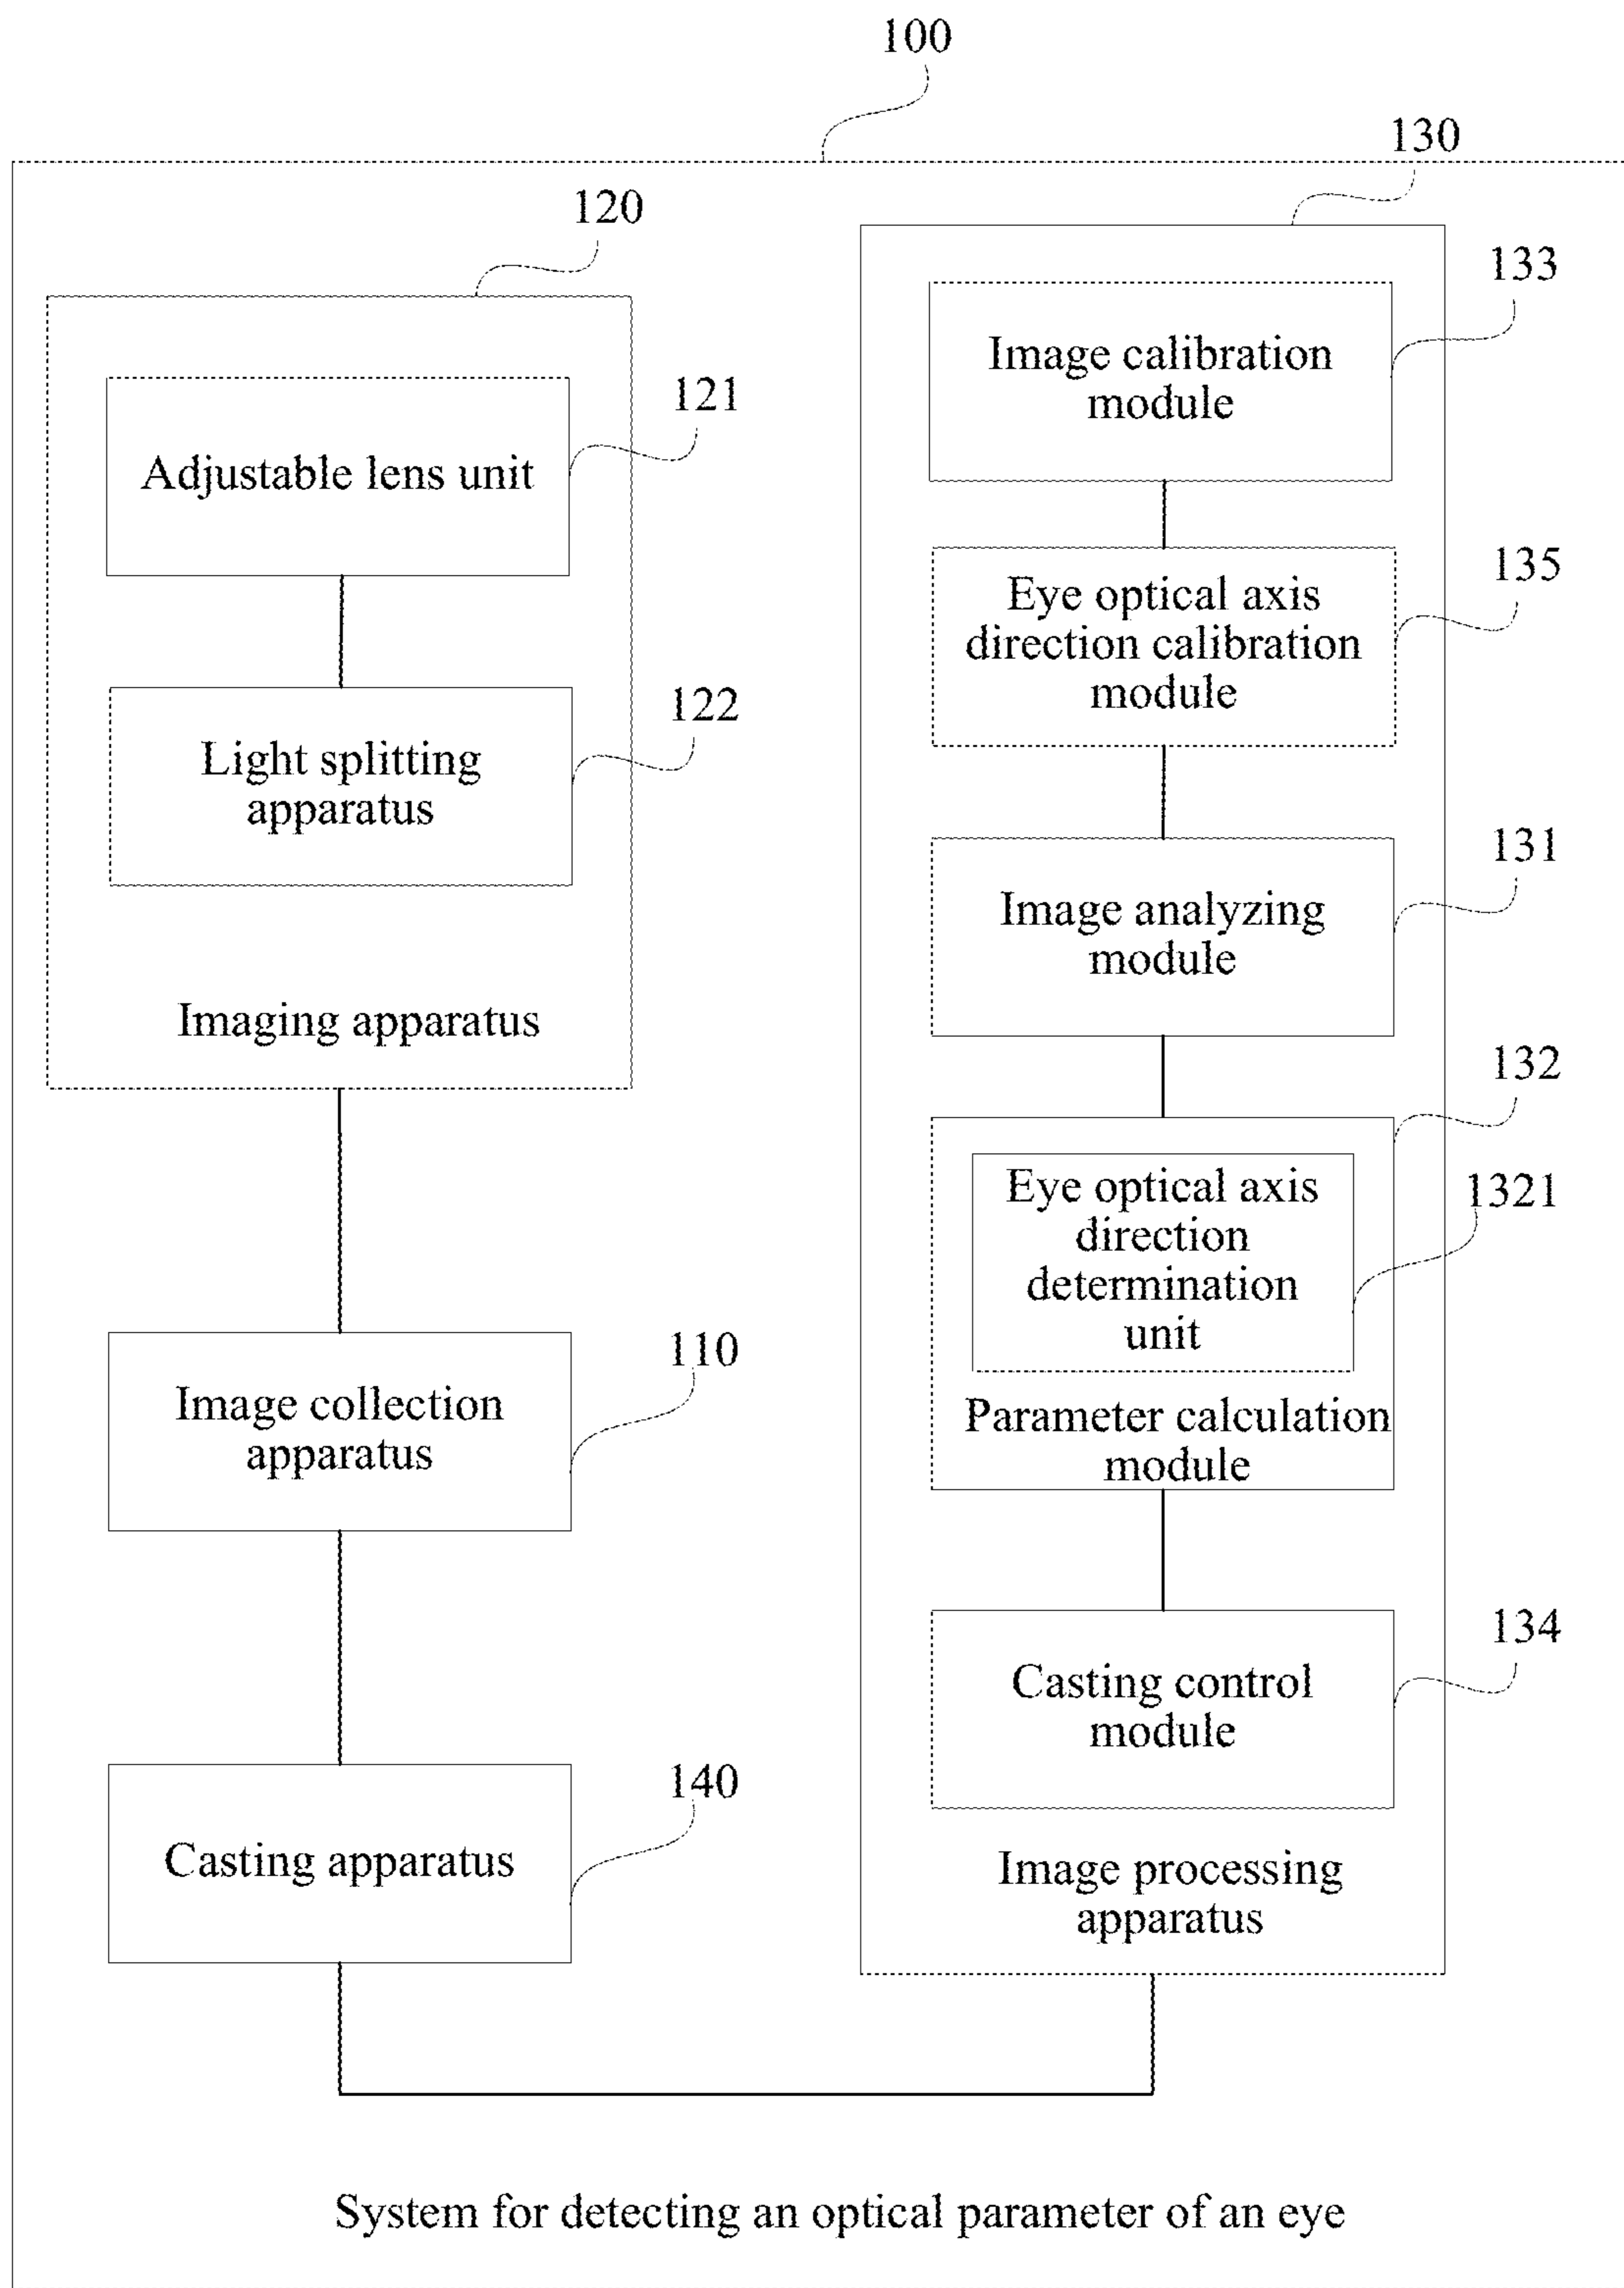 100
130
120
133
Image calibration
module
121
Adjustable lens unit
135
Eye optical axis
direction calibration
module
122
Light splitting
apparatus
131
Image analyzing
module
Imaging apparatus
132
1321
Eye optical axis
direction
determination
unit
Parameter calculation
module
110
Image collection
apparatus
134
Casting control
module
140
Casting apparatus
Image processing
apparatus
System for detecting an optical parameter of an eye